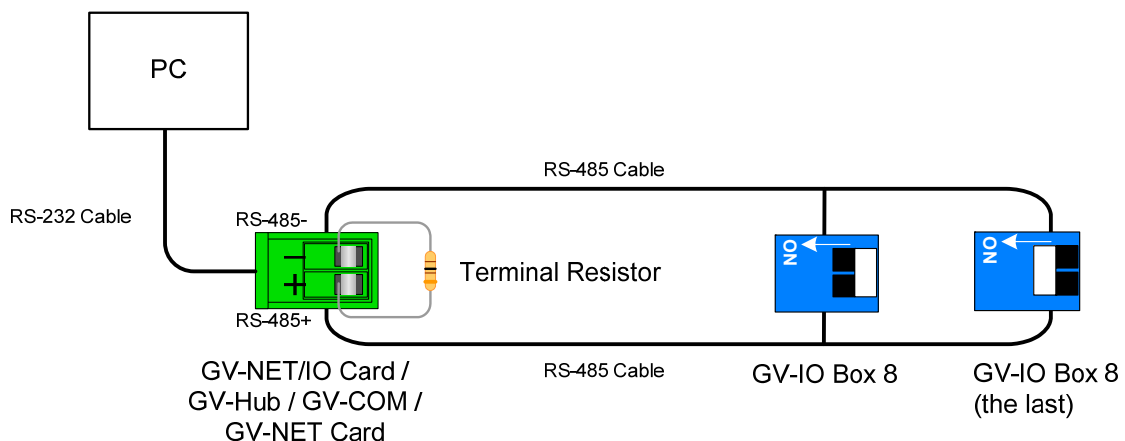 PC
RS-485 Cable
RS-232 Cable
RS-485-
ON
ON
−
+
Terminal Resistor
RS-485+
RS-485 Cable
GV-NET/IO Card /
GV-Hub / GV-COM /
GV-NET Card
GV-IO Box 8
GV-IO Box 8
(the last)